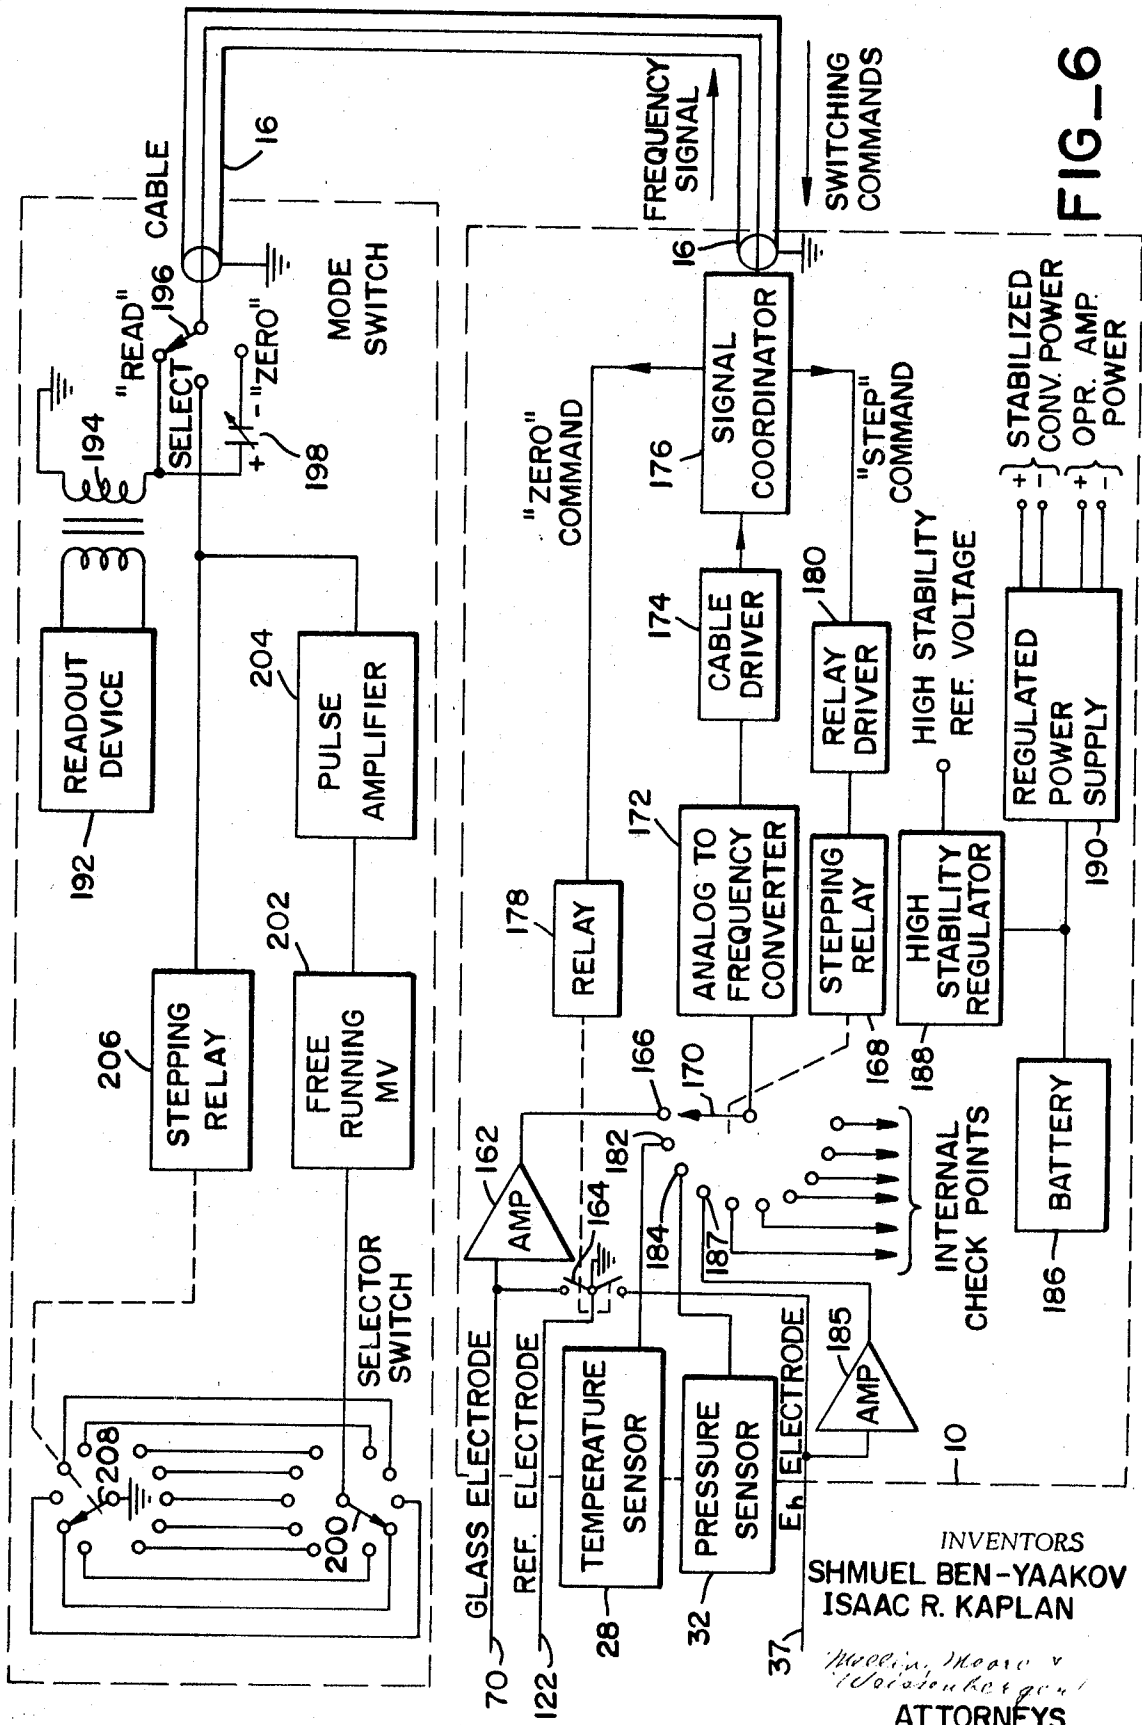 CABLE
16
"READ"
196
SELECT
"ZERO"
MODE
SWITCH
194
+
-
198
READOUT
DEVICE
192
204
PULSE
AMPLIFIER
202
FREE
RUNNING
MV
206
STEPPING
RELAY
SELECTOR
SWITCH
208
200
FREQUENCY
SIGNAL
SWITCHING
COMMANDS
16
SIGNAL
COORDINATOR
176
"ZERO"
COMMAND
"STEP"
COMMAND
174
CABLE
DRIVER
180
RELAY
DRIVER
178
RELAY
172
ANALOG TO
FREQUENCY
CONVERTER
STEPPING
RELAY
168
HIGH STABILITY
REF. VOLTAGE
HIGH
STABILITY
REGULATOR
188
REGULATED
POWER
SUPPLY
190
+
-
STABILIZED
CONV. POWER
+
-
OPR. AMP.
POWER
BATTERY
186
166
170
182
184
187
INTERNAL
CHECK POINTS
162
AMP
164
185
AMP
GLASS ELECTRODE
70
REF. ELECTRODE
122
TEMPERATURE
SENSOR
28
PRESSURE
SENSOR
32
Eh ELECTRODE
37
10
FIG_6
INVENTORS
SHMUEL BEN-YAAKOV
ISAAC R. KAPLAN
ATTORNEYS